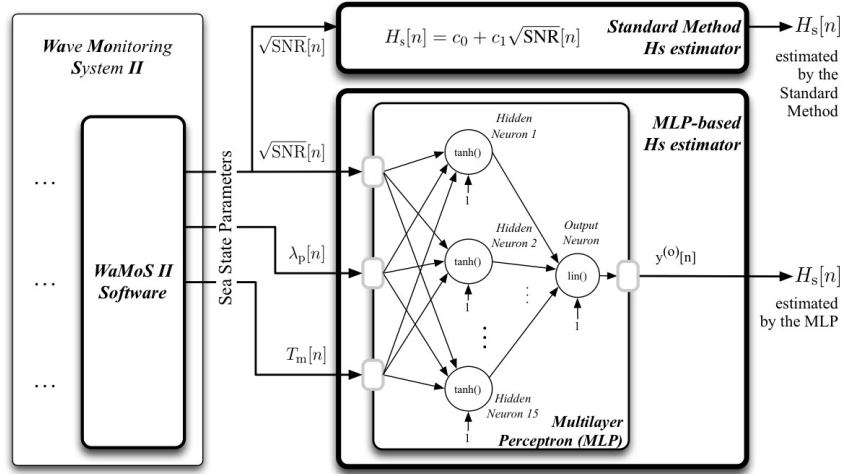 Wave Monitoring
System II
WaMoS II
Software
...
...
...
Sea State Parameters
√SNR[n]
√SNR[n]
λp[n]
Tm[n]
Hs[n] = c0 + c1√SNR[n]
Standard Method
Hs estimator
Hs[n]
estimated
by the
Standard
Method
MLP-based
Hs estimator
Hidden
Neuron 1
tanh()
1
Hidden
Neuron 2
tanh()
1
...
...
tanh()
1
Hidden
Neuron 15
Output
Neuron
lin()
1
Multilayer
Perceptron (MLP)
y(o)[n]
Hs[n]
estimated
by the MLP